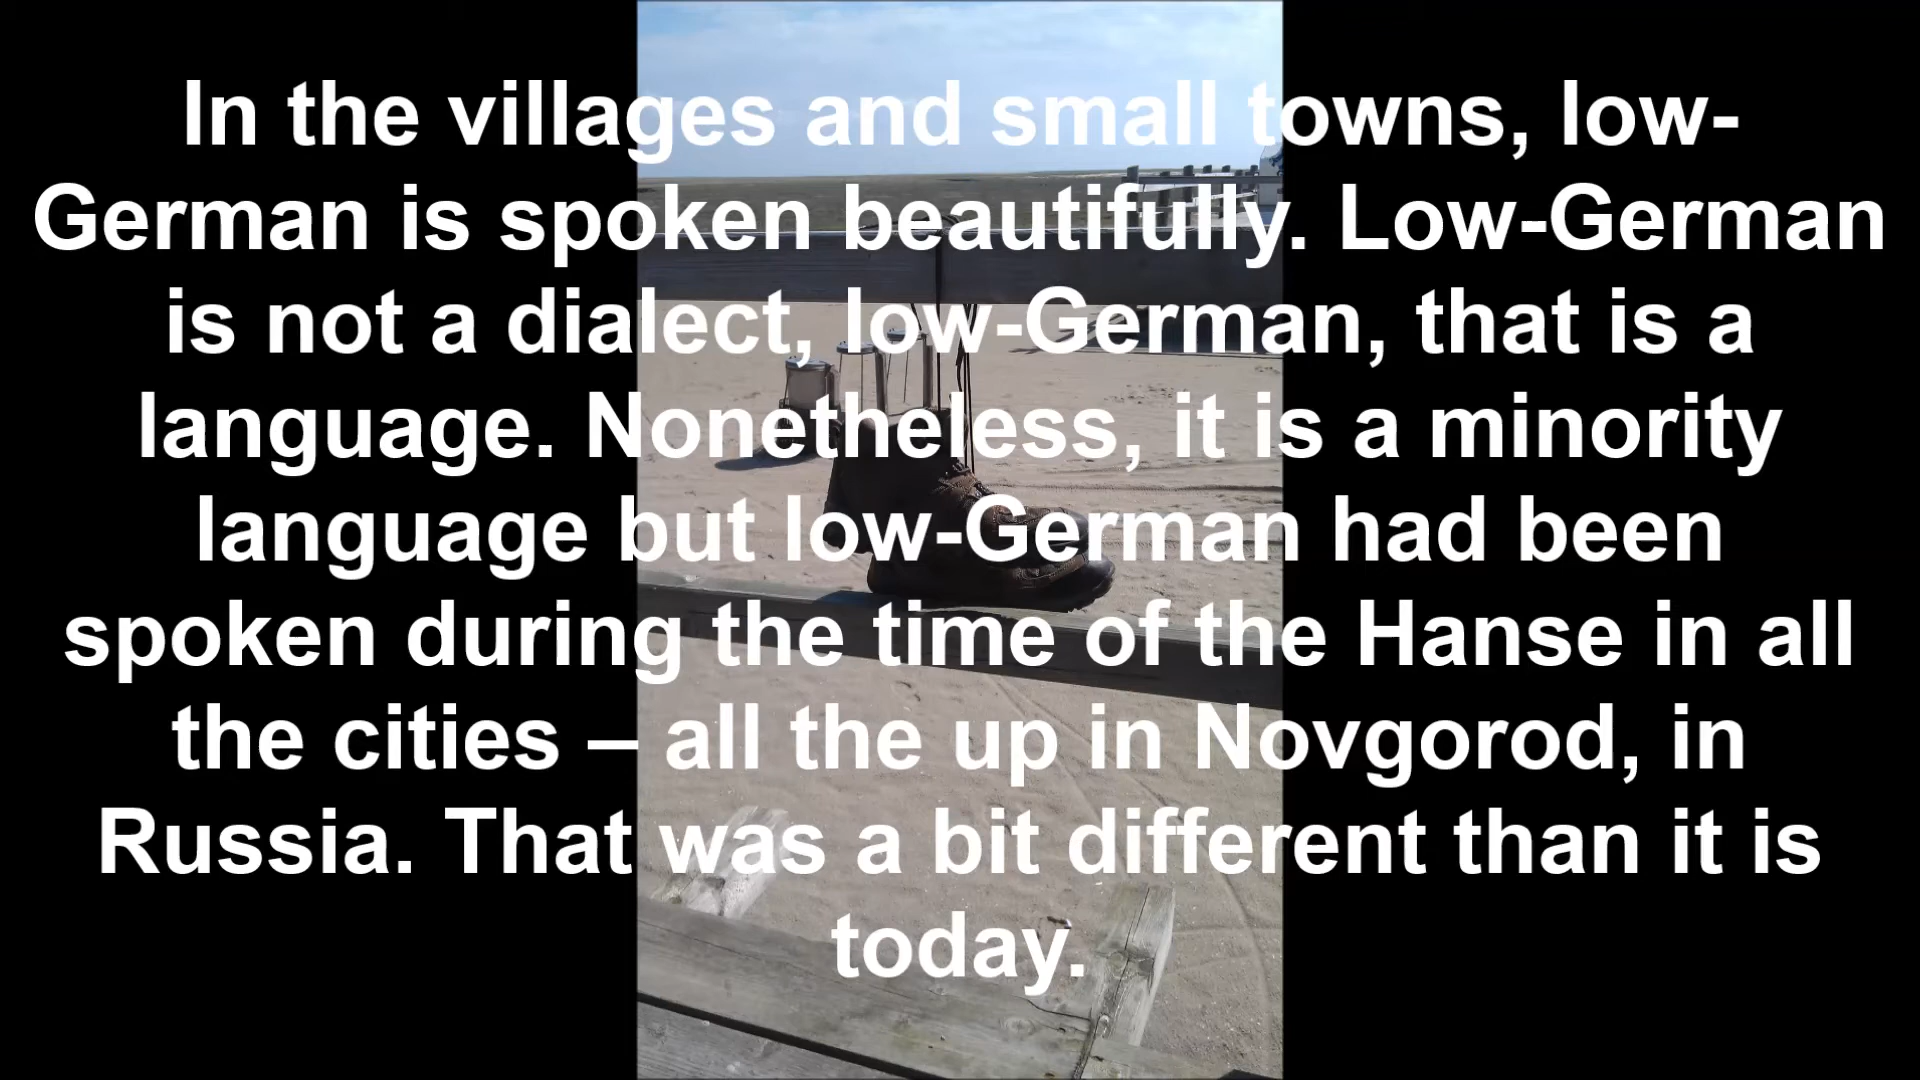 In the villages and small towns, low-
German is spoken beautifully. Low-German
is not a dialect, low-German, that is a
language. Nonetheless, it is a minority
language but low-German had been
spoken during the time of the Hanse in all
the cities – all the up in Novgorod, in
Russia. That was a bit different than it is
today.